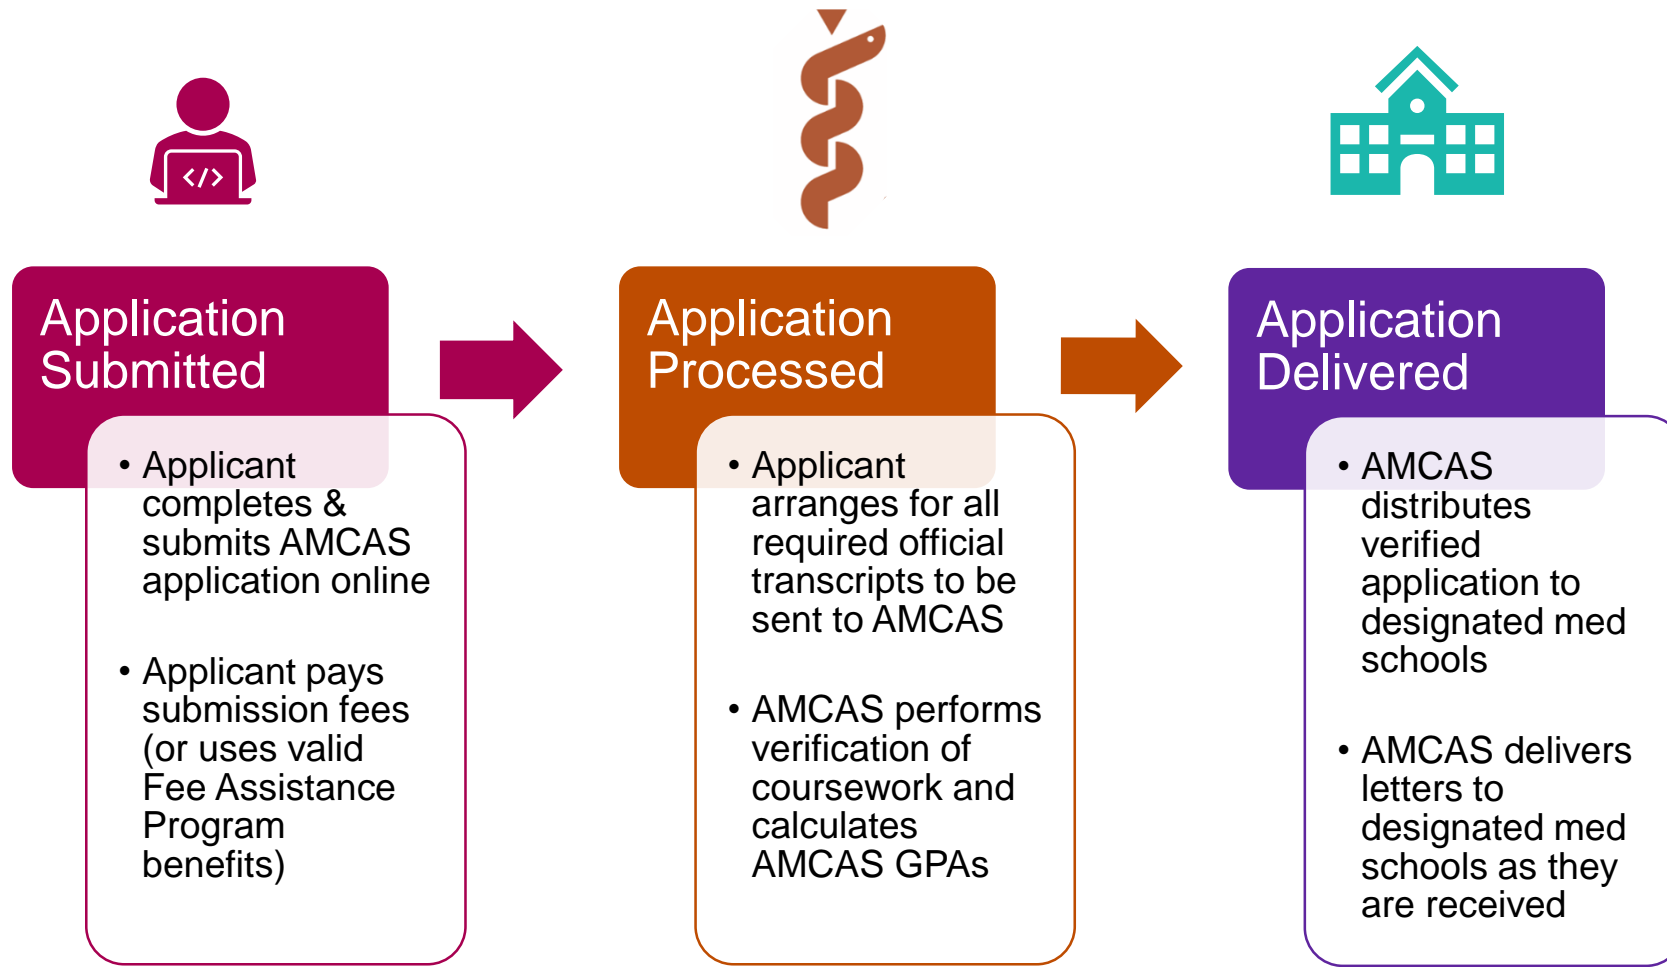 </>
Application
Submitted
• Applicant
completes &
submits AMCAS
application online
• Applicant pays
submission fees
(or uses valid
Fee Assistance
Program
benefits)
Application
Processed
• Applicant
arranges for all
required official
transcripts to be
sent to AMCAS
• AMCAS performs
verification of
coursework and
calculates
AMCAS GPAs
Application
Delivered
• AMCAS
distributes
verified
application to
designated med
schools
• AMCAS delivers
letters to
designated med
schools as they
are received